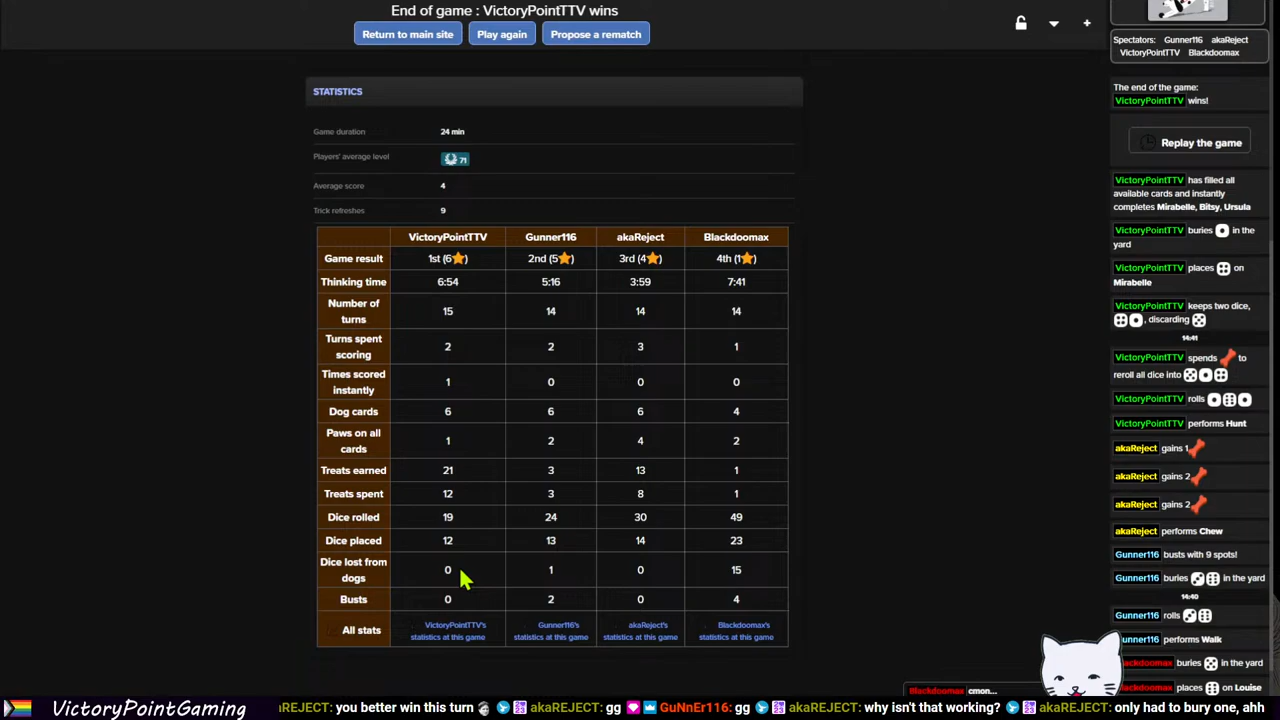 End of game : VictoryPointTTV wins
Return to main site
Play again
Propose a rematch
STATISTICS
Game duration 24 min
Players' average level 71
Average score 4
Trick refreshes 9
VictoryPointTTV Gunner116 akaReject Blackdoomax
Game result 1st (6) 2nd (5) 3rd (4) 4th (1)
Thinking time 6:54 5:16 3:59 7:41
Number of turns 15 14 14 14
Turns spent scoring 2 2 3 1
Times scored instantly 1 0 0 0
Dog cards 6 6 6 4
Paws on all cards 1 2 4 2
Treats earned 21 3 13 1
Treats spent 12 3 8 1
Dice rolled 19 24 30 49
Dice placed 12 13 14 23
Dice lost from dogs 0 1 0 15
Busts 0 2 0 4
All stats VictoryPointTTV's statistics at this game Gunner116's statistics at this game akaReject's statistics at this game Blackdoomax's statistics at this game
Spectators: Gunner116 akaReject
VictoryPointTTV Blackdoomax
The end of the game:
VictoryPointTTV wins!
Replay the game
VictoryPointTTV has filled all
available cards and instantly
completes Mirabelle, Bitsy, Ursula
VictoryPointTTV buries in the
yard
VictoryPointTTV places on
Mirabelle
VictoryPointTTV keeps two dice,
, discarding
14:41
VictoryPointTTV spends to
reroll all dice into
VictoryPointTTV rolls
VictoryPointTTV performs Hunt
akaReject gains 1
akaReject gains 2
akaReject gains 2
akaReject performs Chew
Gunner116 busts with 9 spots!
Gunner116 buries in the yard
14:40
Gunner116 rolls
unner116 performs Walk
lackdoomax buries in the yard
lackdoomax places on Louise
Blackdoomax cmon...
VictoryPointGaming
aREJECT: you better win this turn akaREJECT: gg GuNnEr116: gg akaREJECT: why isn't that working? akaREJECT: only had to bury one, ahh